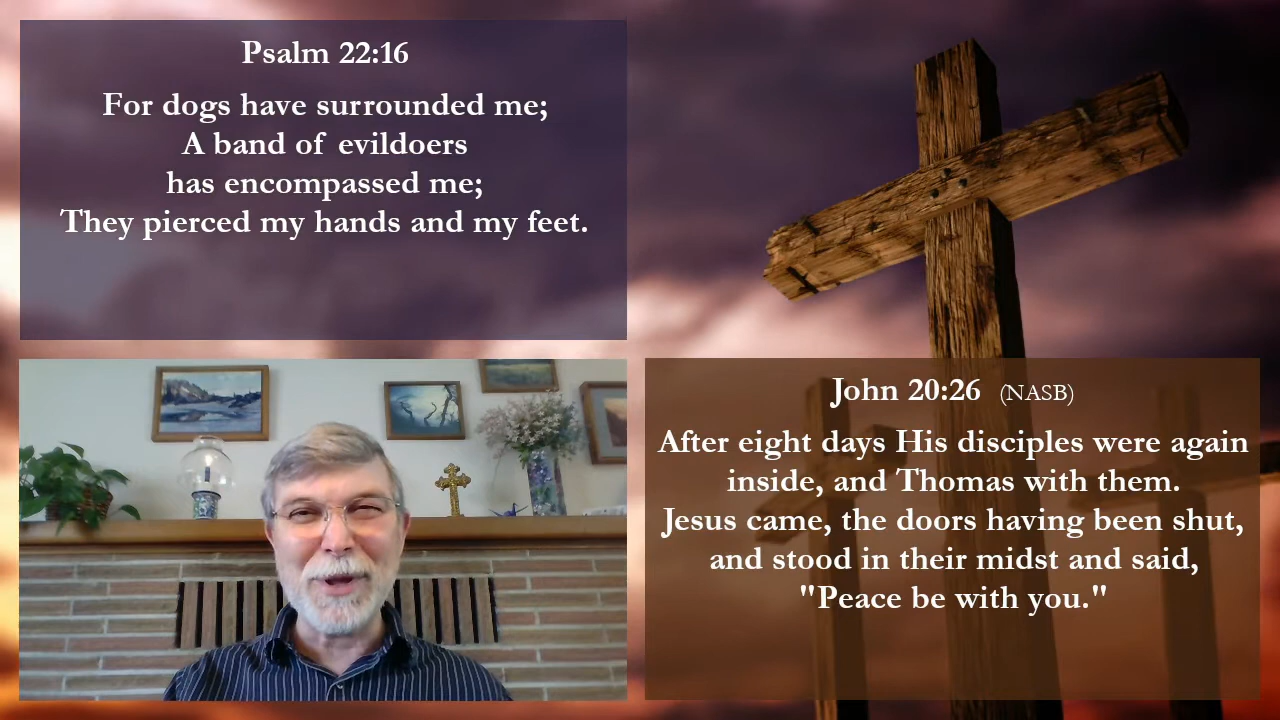 Psalm 22:16
For dogs have surrounded me;
A band of evildoers
has encompassed me;
They pierced my hands and my feet.
John 20:26 (NASB)
After eight days His disciples were again
inside, and Thomas with them.
Jesus came, the doors having been shut,
and stood in their midst and said,
"Peace be with you."